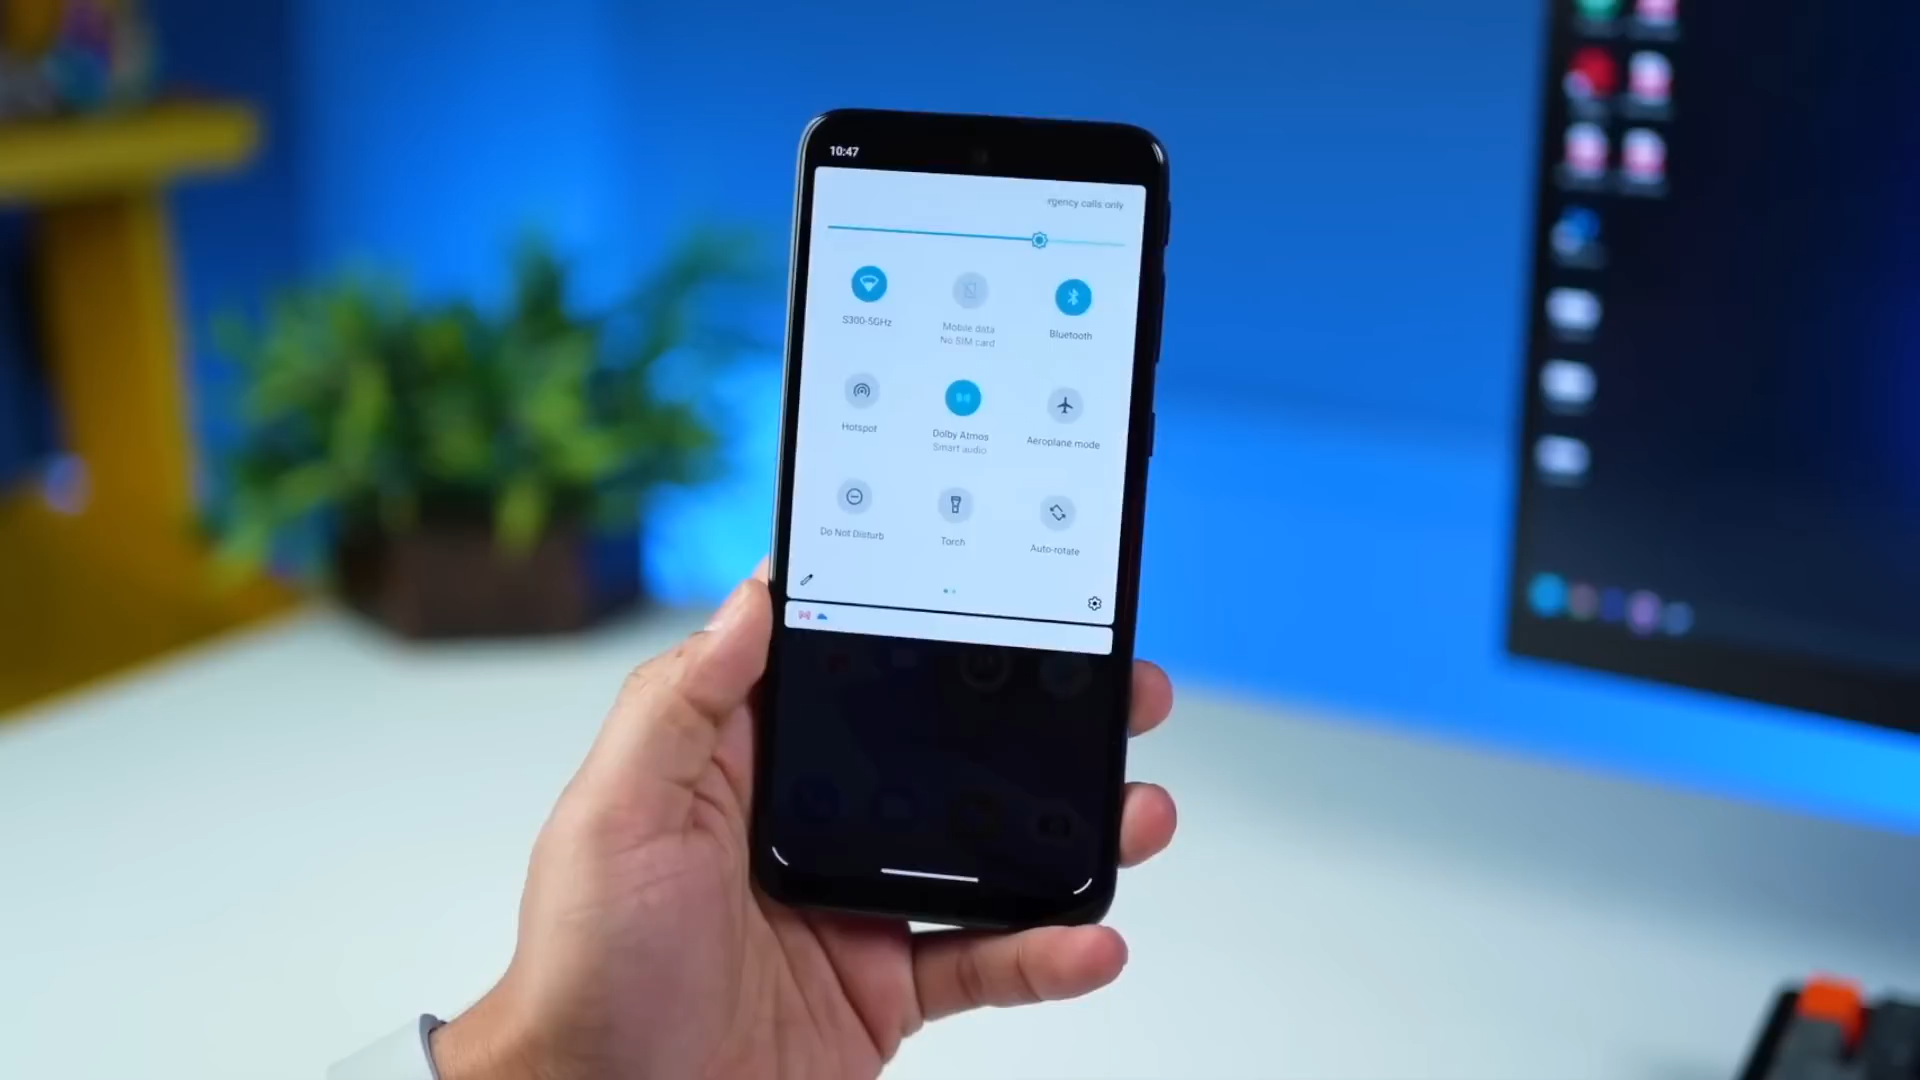 10:47
rgency calls only
S300-5GHz
Mobile data
No SIM card
Bluetooth
Hotspot
Dolby Atmos
Smart audio
Aeroplane mode
Do Not Disturb
Torch
Auto-rotate